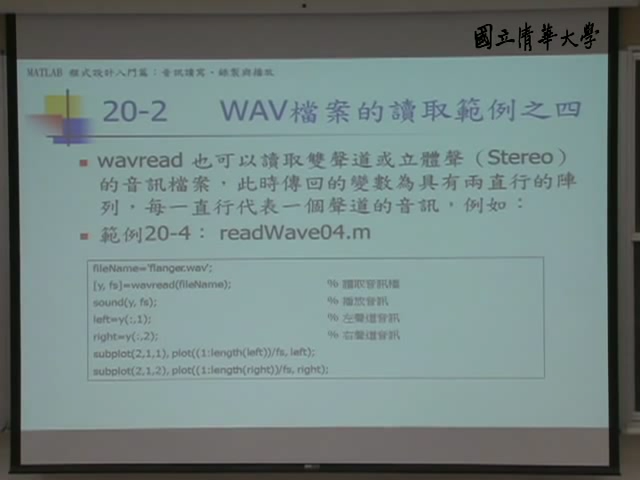 國立清華大學
MATLAB 程式設計入門篇：音訊讀寫、錄製與播放
20-2 WAV檔案的讀取範例之四
wavread 也可以讀取雙聲道或立體聲（Stereo）
的音訊檔案，此時傳回的變數為具有兩直行的陣
列，每一直行代表一個聲道的音訊，例如：
範例20-4： readWave04.m
fileName='flanger.wav';
[y, fs]=wavread(fileName); % 讀取音訊檔
sound(y, fs); % 播放音訊
left=y(:,1); % 左聲道音訊
right=y(:,2); % 右聲道音訊
subplot(2,1,1), plot((1:length(left))/fs, left);
subplot(2,1,2), plot((1:length(right))/fs, right);